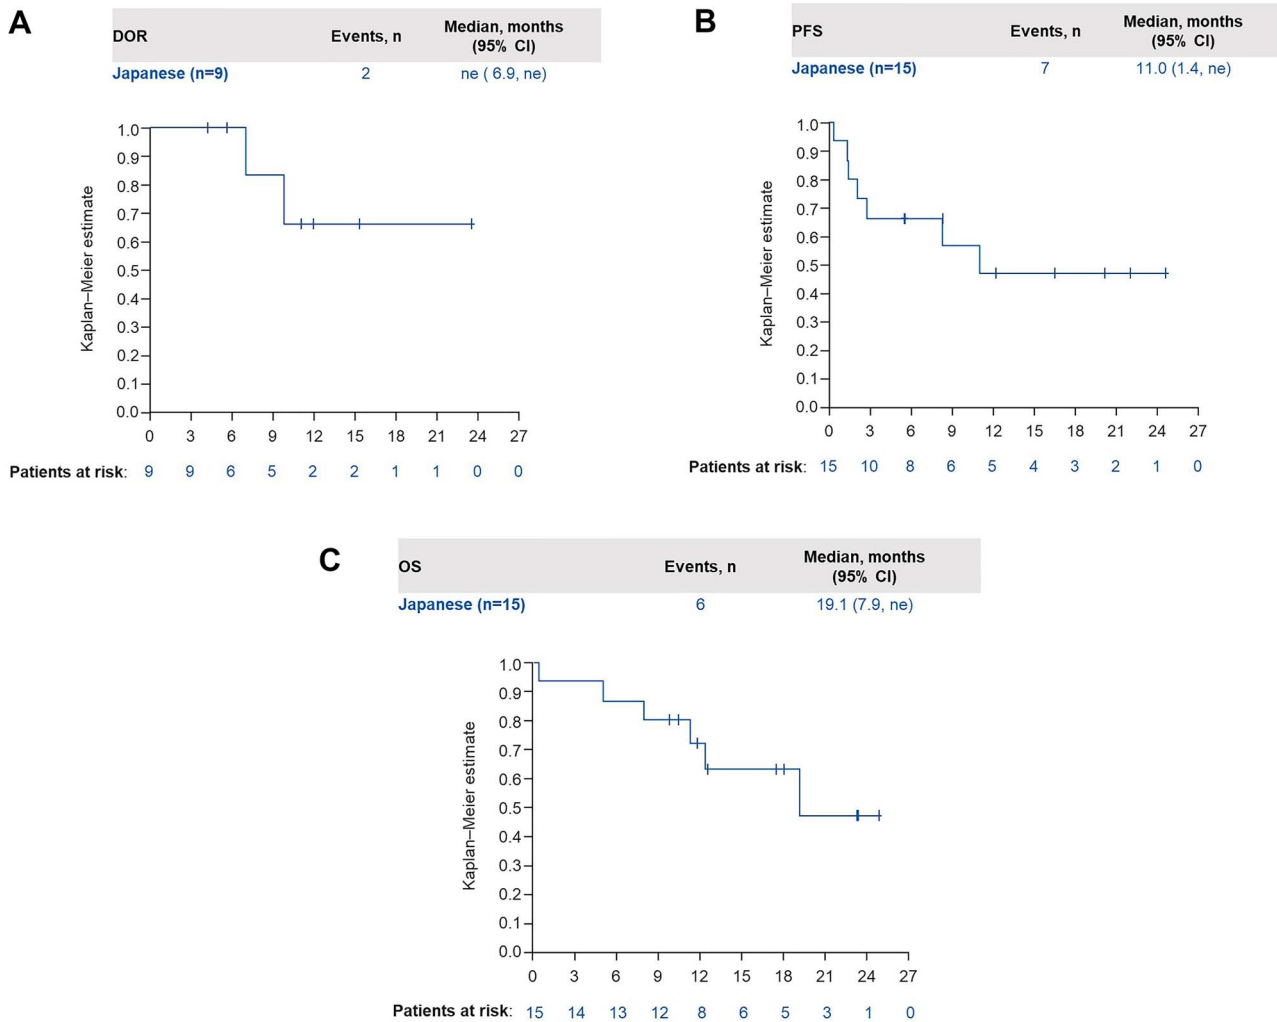 A
DOR Events, n Median, months
(95% CI)
Japanese (n=9) 2 ne ( 6.9, ne)
Kaplan–Meier estimate
1.0
0.9
0.8
0.7
0.6
0.5
0.4
0.3
0.2
0.1
0.0
0 3 6 9 12 15 18 21 24 27
Patients at risk: 9 9 6 5 2 2 1 1 0 0
B
PFS Events, n Median, months
(95% CI)
Japanese (n=15) 7 11.0 (1.4, ne)
Kaplan–Meier estimate
1.0
0.9
0.8
0.7
0.6
0.5
0.4
0.3
0.2
0.1
0.0
0 3 6 9 12 15 18 21 24 27
Patients at risk: 15 10 8 6 5 4 3 2 1 0
C
OS Events, n Median, months
(95% CI)
Japanese (n=15) 6 19.1 (7.9, ne)
Kaplan–Meier estimate
1.0
0.9
0.8
0.7
0.6
0.5
0.4
0.3
0.2
0.1
0.0
0 3 6 9 12 15 18 21 24 27
Patients at risk: 15 14 13 12 8 6 5 3 1 0